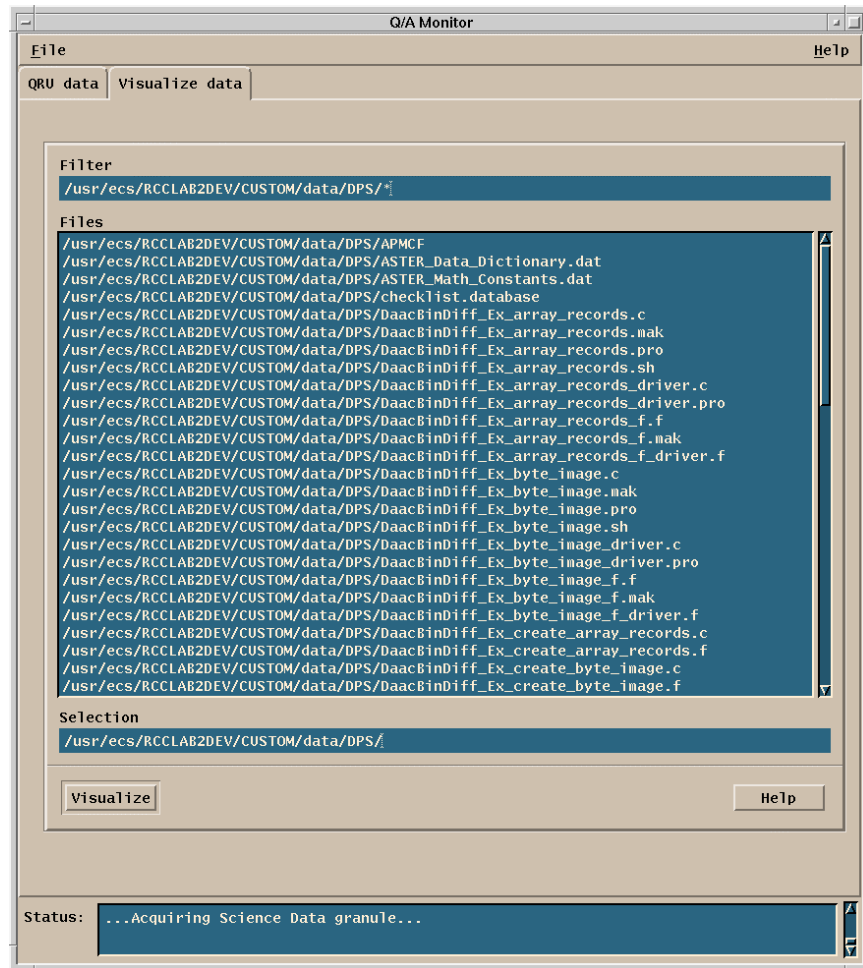 Q/A Monitor
File Help
QRU data Visualize data
Filter
/usr/ecs/RCCLAB2DEV/CUSTOM/data/DPS/*
Files
/usr/ecs/RCCLAB2DEV/CUSTOM/data/DPS/APMCF
/usr/ecs/RCCLAB2DEV/CUSTOM/data/DPS/ASTER_Data_Dictionary.dat
/usr/ecs/RCCLAB2DEV/CUSTOM/data/DPS/ASTER_Math_Constants.dat
/usr/ecs/RCCLAB2DEV/CUSTOM/data/DPS/checklist.database
/usr/ecs/RCCLAB2DEV/CUSTOM/data/DPS/DaacBinDiff_Ex_array_records.c
/usr/ecs/RCCLAB2DEV/CUSTOM/data/DPS/DaacBinDiff_Ex_array_records.mak
/usr/ecs/RCCLAB2DEV/CUSTOM/data/DPS/DaacBinDiff_Ex_array_records.pro
/usr/ecs/RCCLAB2DEV/CUSTOM/data/DPS/DaacBinDiff_Ex_array_records.sh
/usr/ecs/RCCLAB2DEV/CUSTOM/data/DPS/DaacBinDiff_Ex_array_records_driver.c
/usr/ecs/RCCLAB2DEV/CUSTOM/data/DPS/DaacBinDiff_Ex_array_records_driver.pro
/usr/ecs/RCCLAB2DEV/CUSTOM/data/DPS/DaacBinDiff_Ex_array_records_f.f
/usr/ecs/RCCLAB2DEV/CUSTOM/data/DPS/DaacBinDiff_Ex_array_records_f.mak
/usr/ecs/RCCLAB2DEV/CUSTOM/data/DPS/DaacBinDiff_Ex_array_records_f_driver.f
/usr/ecs/RCCLAB2DEV/CUSTOM/data/DPS/DaacBinDiff_Ex_byte_image.c
/usr/ecs/RCCLAB2DEV/CUSTOM/data/DPS/DaacBinDiff_Ex_byte_image.mak
/usr/ecs/RCCLAB2DEV/CUSTOM/data/DPS/DaacBinDiff_Ex_byte_image.pro
/usr/ecs/RCCLAB2DEV/CUSTOM/data/DPS/DaacBinDiff_Ex_byte_image.sh
/usr/ecs/RCCLAB2DEV/CUSTOM/data/DPS/DaacBinDiff_Ex_byte_image_driver.c
/usr/ecs/RCCLAB2DEV/CUSTOM/data/DPS/DaacBinDiff_Ex_byte_image_driver.pro
/usr/ecs/RCCLAB2DEV/CUSTOM/data/DPS/DaacBinDiff_Ex_byte_image_f.f
/usr/ecs/RCCLAB2DEV/CUSTOM/data/DPS/DaacBinDiff_Ex_byte_image_f.mak
/usr/ecs/RCCLAB2DEV/CUSTOM/data/DPS/DaacBinDiff_Ex_byte_image_f_driver.f
/usr/ecs/RCCLAB2DEV/CUSTOM/data/DPS/DaacBinDiff_Ex_create_array_records.c
/usr/ecs/RCCLAB2DEV/CUSTOM/data/DPS/DaacBinDiff_Ex_create_array_records.f
/usr/ecs/RCCLAB2DEV/CUSTOM/data/DPS/DaacBinDiff_Ex_create_byte_image.c
/usr/ecs/RCCLAB2DEV/CUSTOM/data/DPS/DaacBinDiff_Ex_create_byte_image.f
Selection
/usr/ecs/RCCLAB2DEV/CUSTOM/data/DPS/
Visualize Help
Status: ...Acquiring Science Data granule...